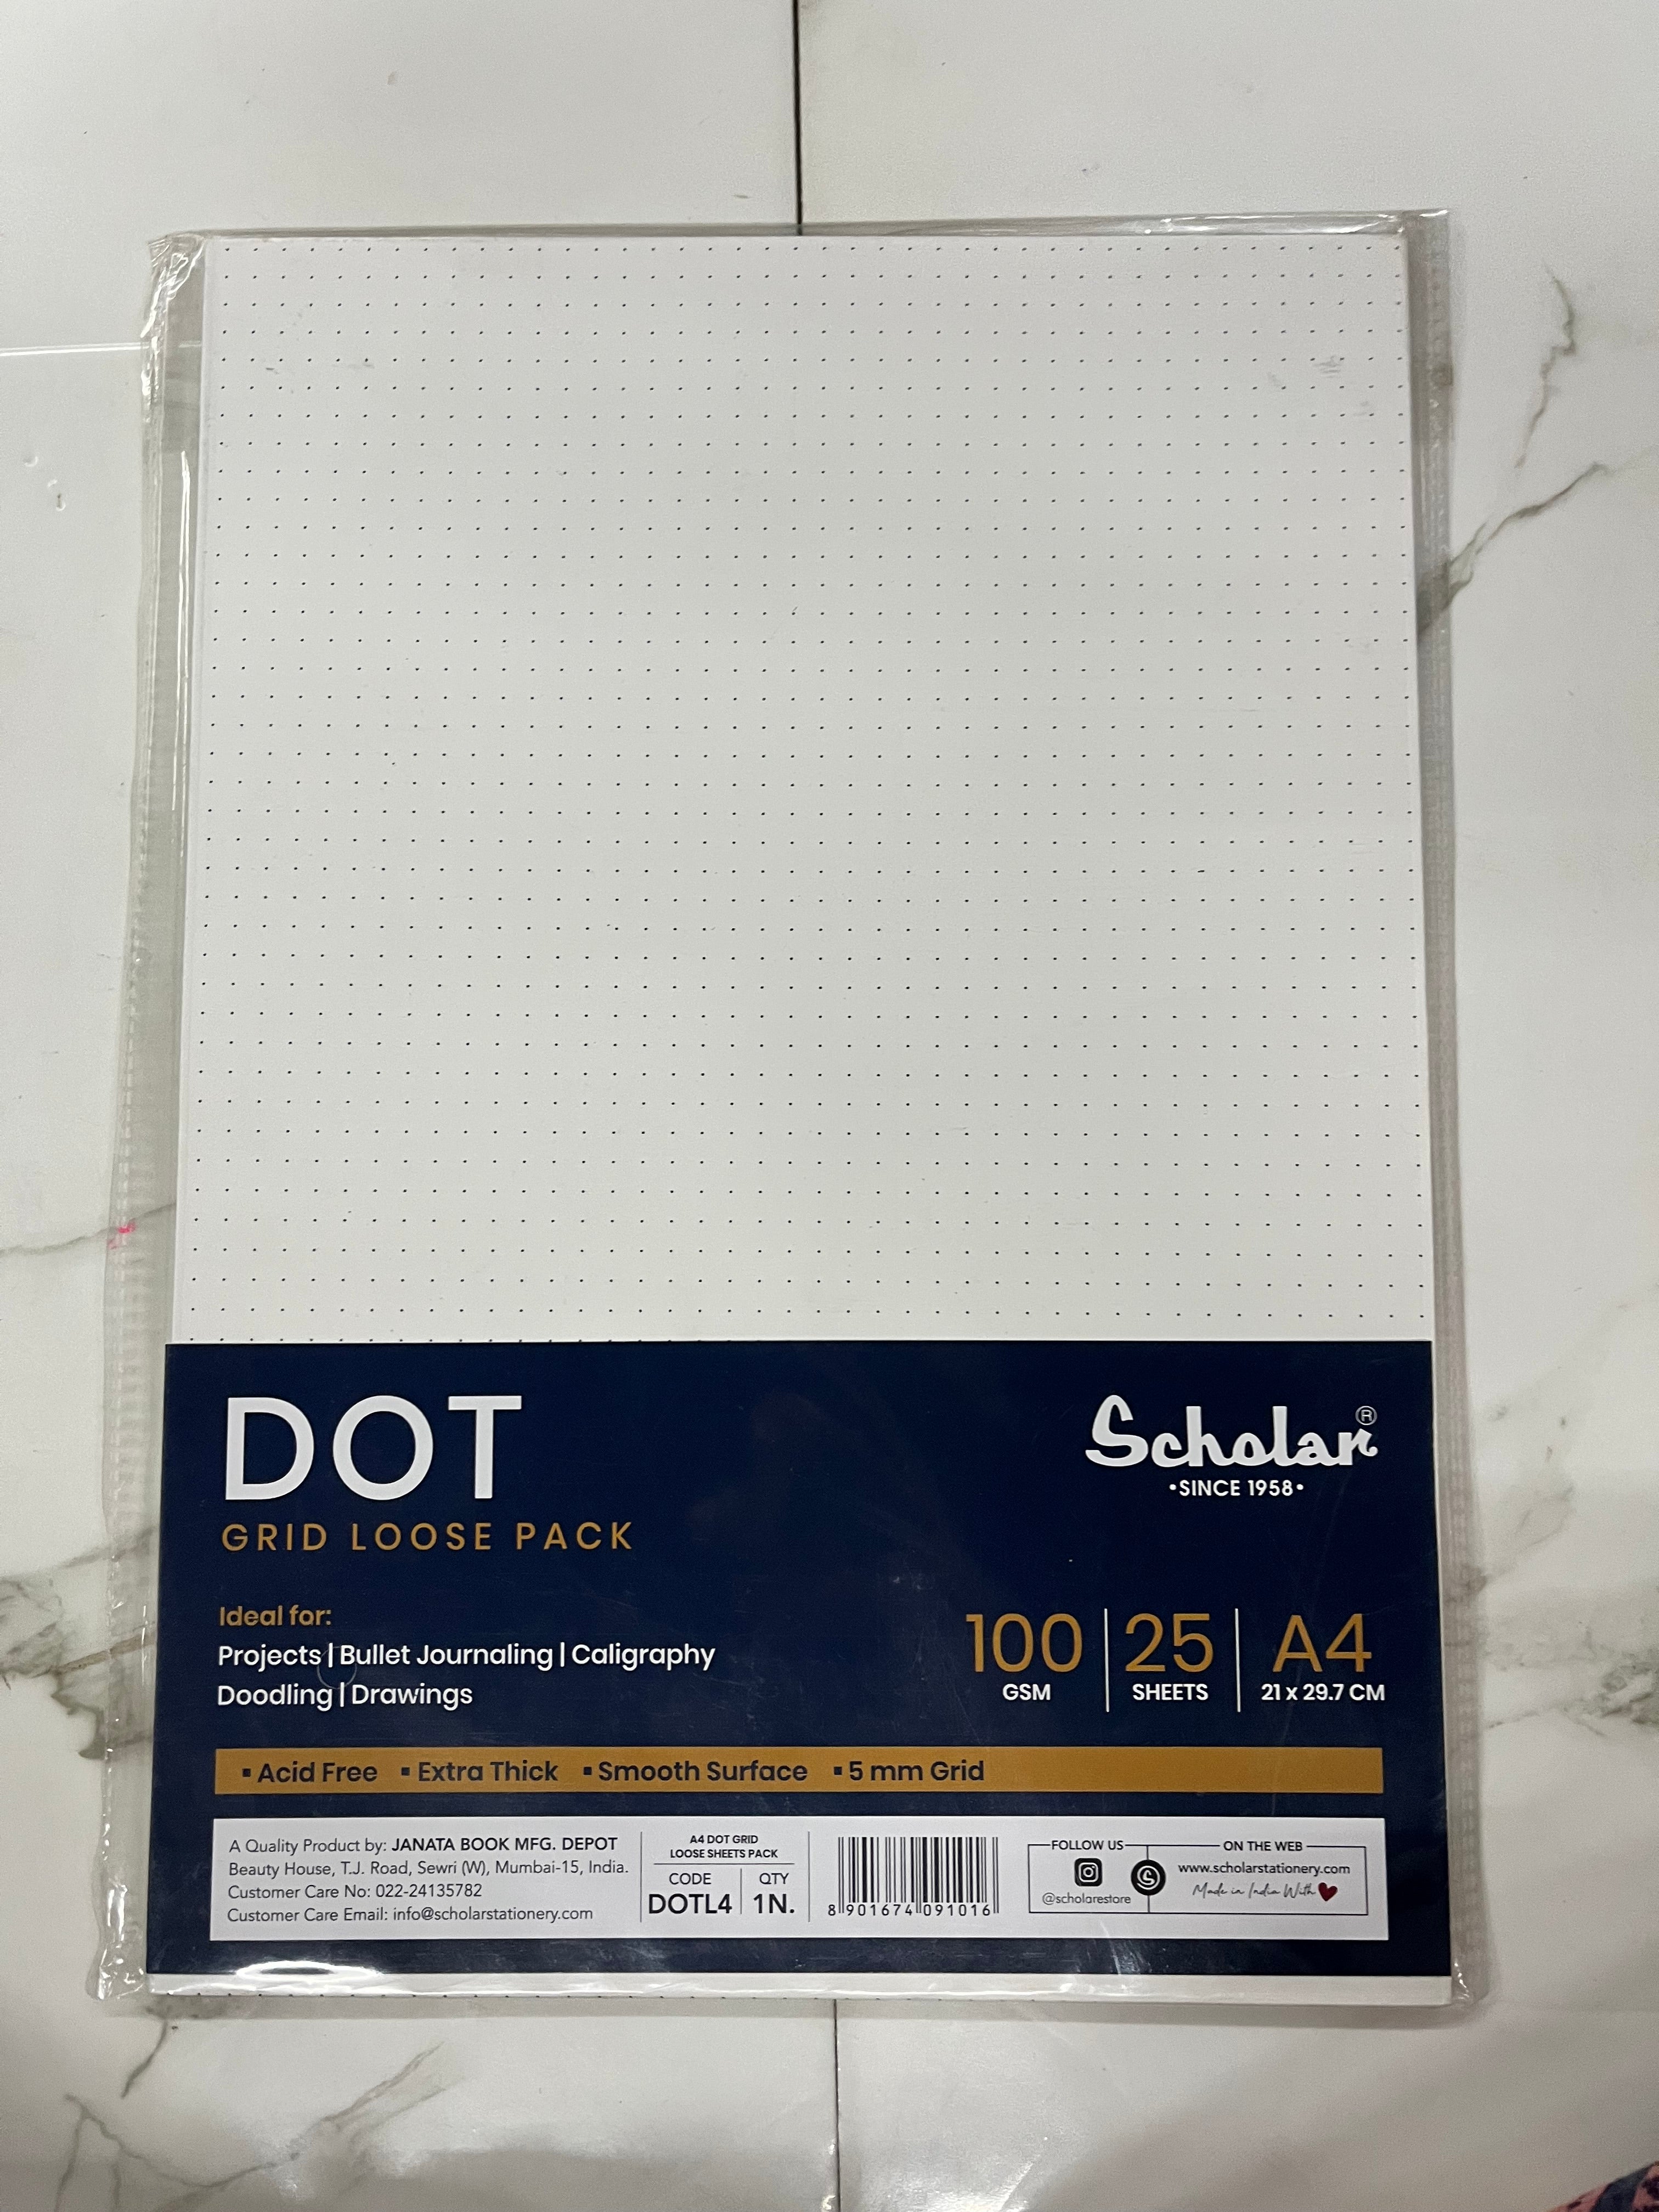 DOT
GRID LOOSE PACK
Scholar®
•SINCE 1958•
Ideal for:
Projects | Bullet Journaling | Caligraphy
Doodling | Drawings
100
GSM
25
SHEETS
A4
21 x 29.7 CM
▪ Acid Free ▪ Extra Thick ▪ Smooth Surface ▪ 5 mm Grid
A Quality Product by: JANATA BOOK MFG. DEPOT
Beauty House, T.J. Road, Sewri (W), Mumbai-15, India.
Customer Care No: 022-24135782
Customer Care Email: info@scholarstationery.com
A4 DOT GRID
LOOSE SHEETS PACK
CODE
DOTL4
QTY
1N.
8 901674 091016
FOLLOW US
@scholarestore
ON THE WEB
www.scholarstationery.com
Made in India With